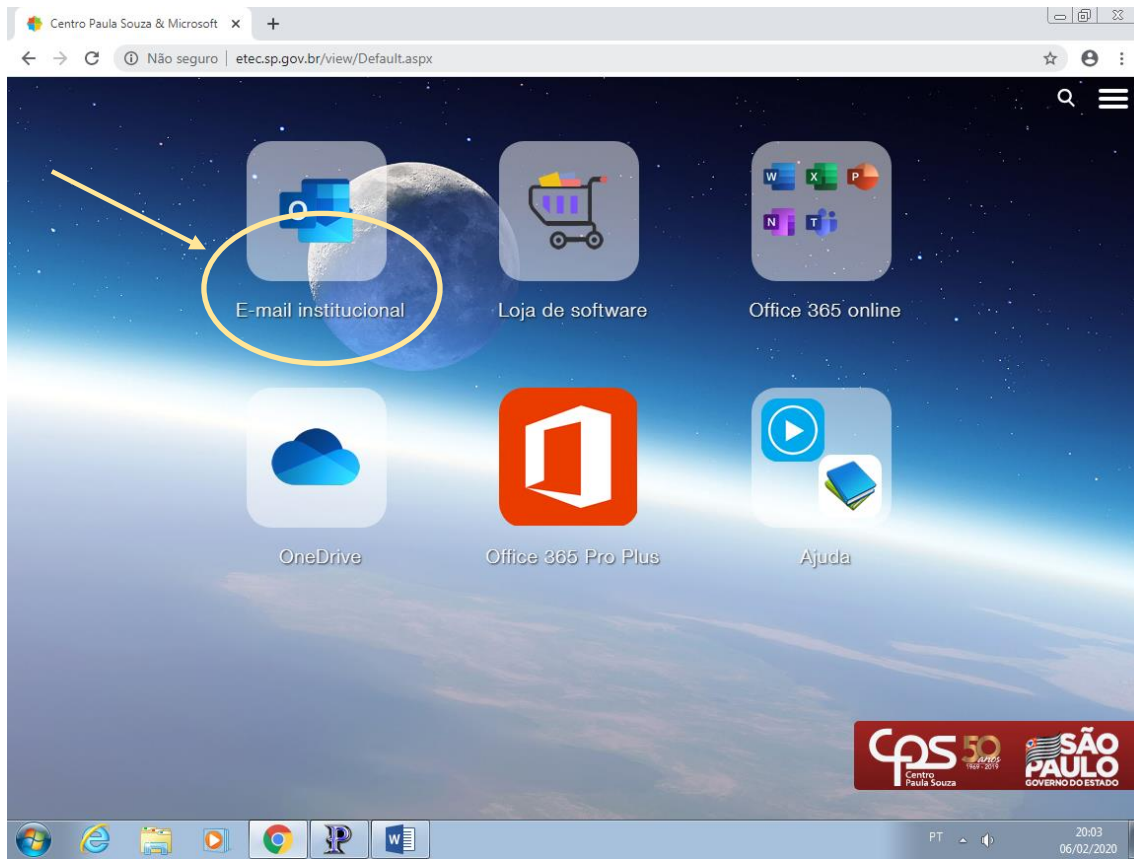 Centro Paula Souza & Microsoft
Não seguro | etec.sp.gov.br/view/Default.aspx
O
W X P
N T
E-mail institucional
Loja de software
Office 365 online
OneDrive
Office 365 Pro Plus
Ajuda
CPS 50 anos
1969 - 2019
Centro
Paula Souza
SÃO
PAULO
GOVERNO DO ESTADO
P W
PT
20:03
06/02/2020